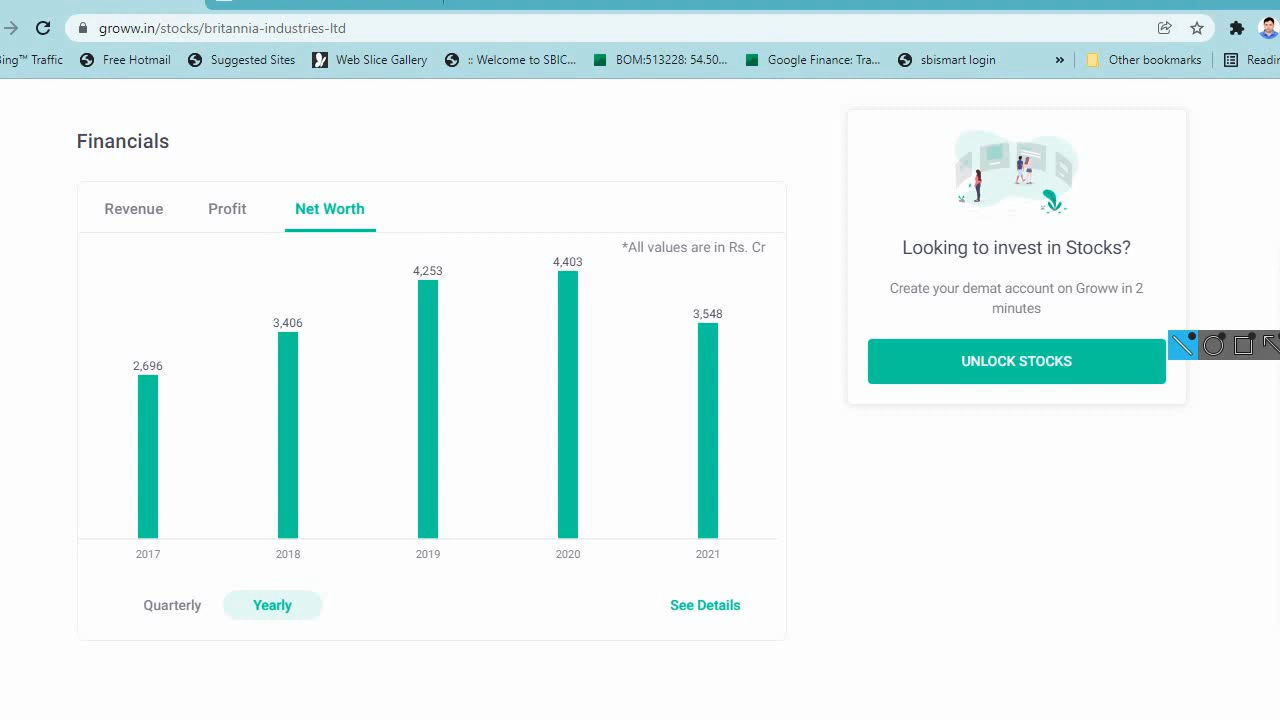 groww.in/stocks/britannia-industries-ltd
Bing™ Traffic Free Hotmail Suggested Sites Web Slice Gallery :: Welcome to SBIC... BOM:513228: 54.50... Google Finance: Tra... sbismart login » Other bookmarks Readin
Financials
Revenue Profit Net Worth
*All values are in Rs. Cr
2,696 3,406 4,253 4,403 3,548
2017 2018 2019 2020 2021
Quarterly Yearly See Details
Looking to invest in Stocks?
Create your demat account on Groww in 2
minutes
UNLOCK STOCKS